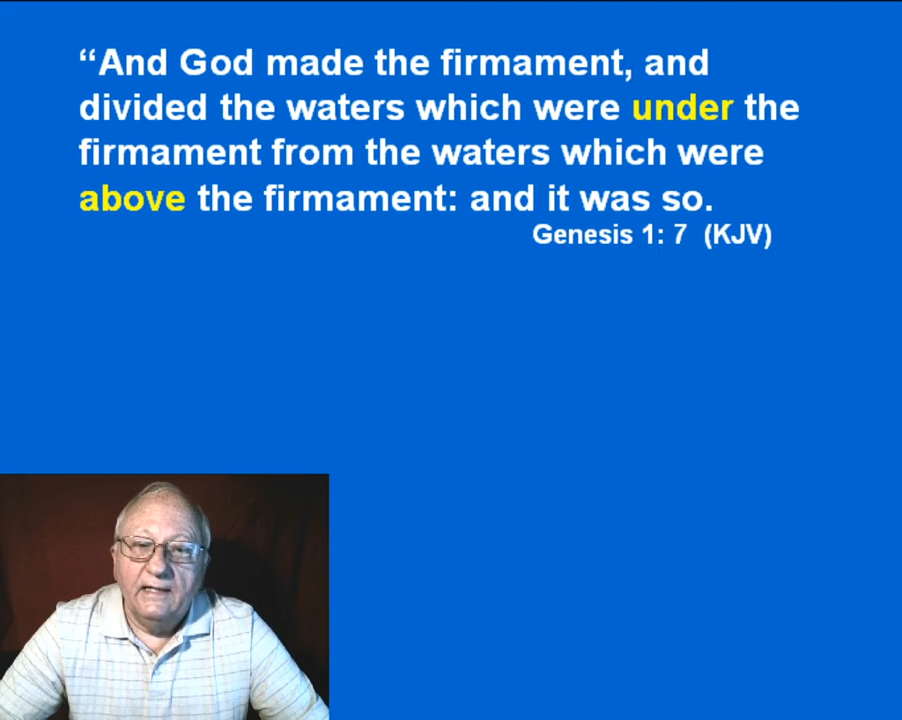 “And God made the firmament, and
divided the waters which were under the
firmament from the waters which were
above the firmament: and it was so.
Genesis 1: 7 (KJV)